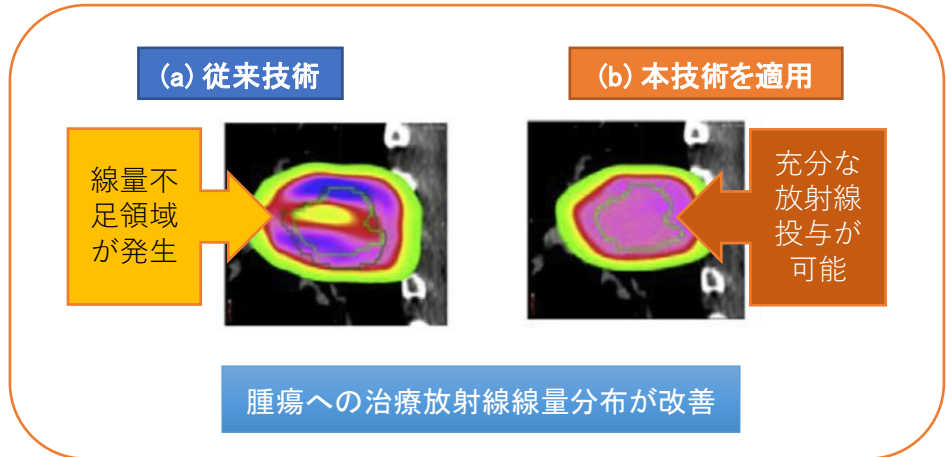 (a) 従来技術
(b) 本技術を適用
線量不
足領域
が発生
充分な
放射線
投与が
可能
腫瘍への治療放射線線量分布が改善